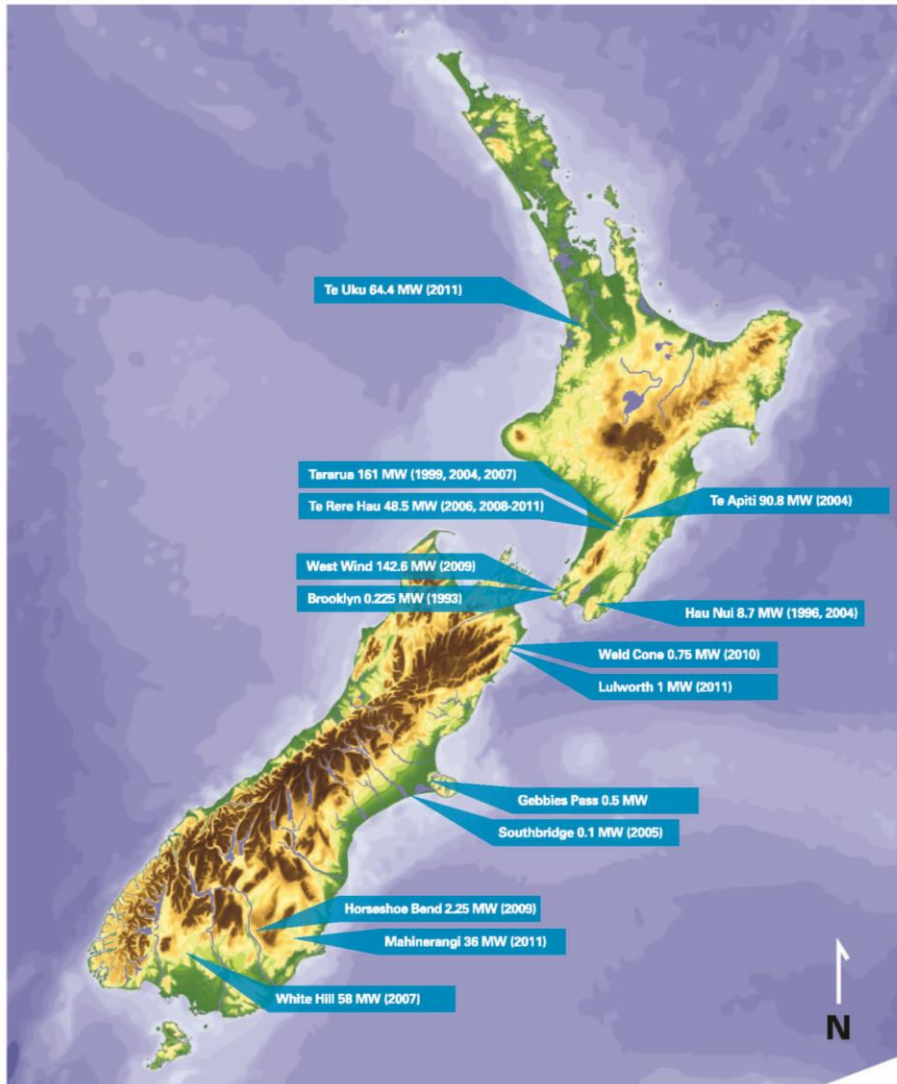 Te Uku 64.4 MW (2011)
Tararua 161 MW (1999, 2004, 2007)
Te Rere Hau 48.5 MW (2006, 2008-2011)
Te Apiti 90.8 MW (2004)
West Wind 142.6 MW (2009)
Brooklyn 0.225 MW (1993)
Hau Nui 8.7 MW (1996, 2004)
Weld Cone 0.75 MW (2010)
Lulworth 1 MW (2011)
Gebbies Pass 0.5 MW
Southbridge 0.1 MW (2005)
Horseshoe Bend 2.25 MW (2009)
Mahinerangi 36 MW (2011)
White Hill 58 MW (2007)
N